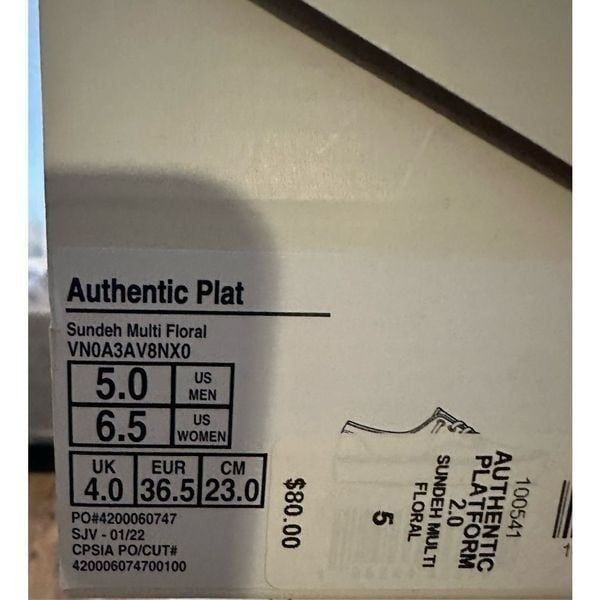 Authentic Plat
Sundeh Multi Floral
VN0A3AV8NX0
5.0 US MEN
6.5 US WOMEN
UK EUR CM
4.0 36.5 23.0
PO#4200060747
SJV - 01/22
CPSIA PO/CUT#
420006074700100
100541
AUTHENTIC
PLATFORM
2.0
SUNDEH MULTI
FLORAL
5
$80.00